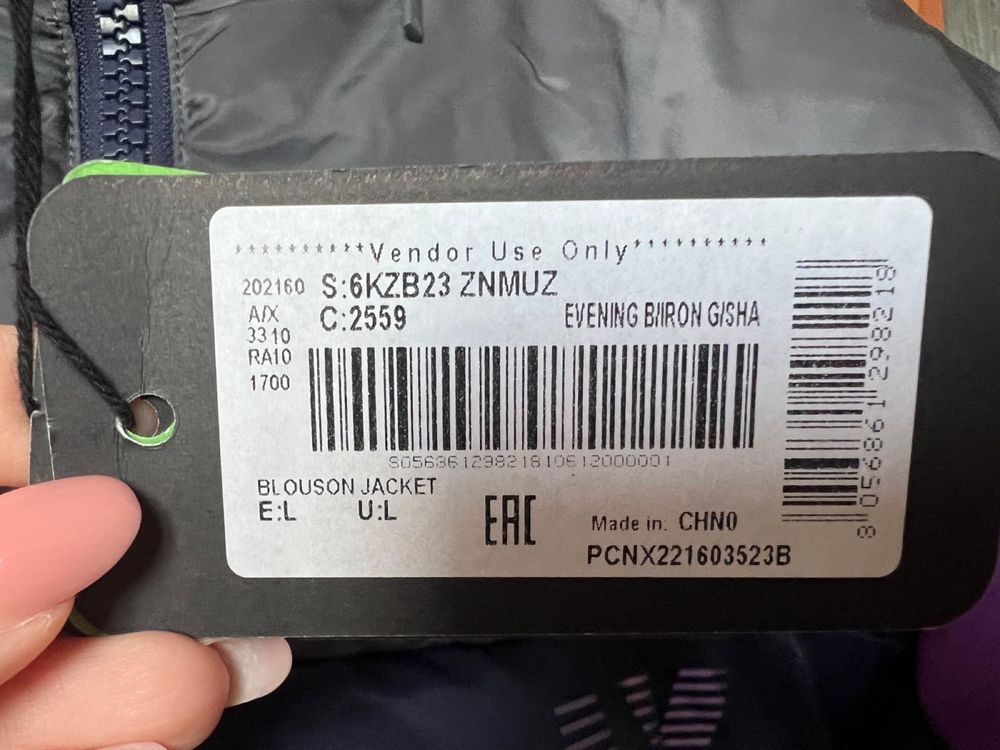 **********Vendor Use Only**********
202160 S:6KZB23 ZNMUZ
A/X C:2559 EVENING B/IRON G/SHA
3310
RA10
1700
805686129821810612000001
BLOUSON JACKET
E:L U:L
EAC
Made in: CHN0
PCNX221603523B
8056861298218